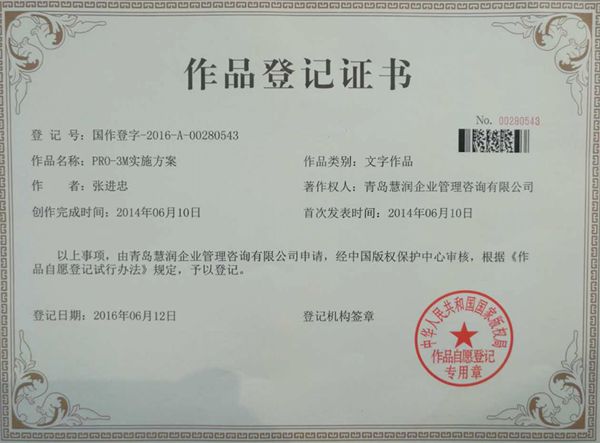 作品登记证书
No. 00280543
登 记 号：国作登字-2016-A-00280543
作品名称：PRO-3M实施方案
作品类别：文字作品
作 者：张进忠
著作权人：青岛慧润企业管理咨询有限公司
创作完成时间：2014年06月10日
首次发表时间：2014年06月10日
以上事项，由青岛慧润企业管理咨询有限公司申请，经中国版权保护中心审核，根据《作
品自愿登记试行办法》规定，予以登记。
登记日期：2016年06月12日
登记机构签章
中华人民共和国国家版权局
作品自愿登记
专用章